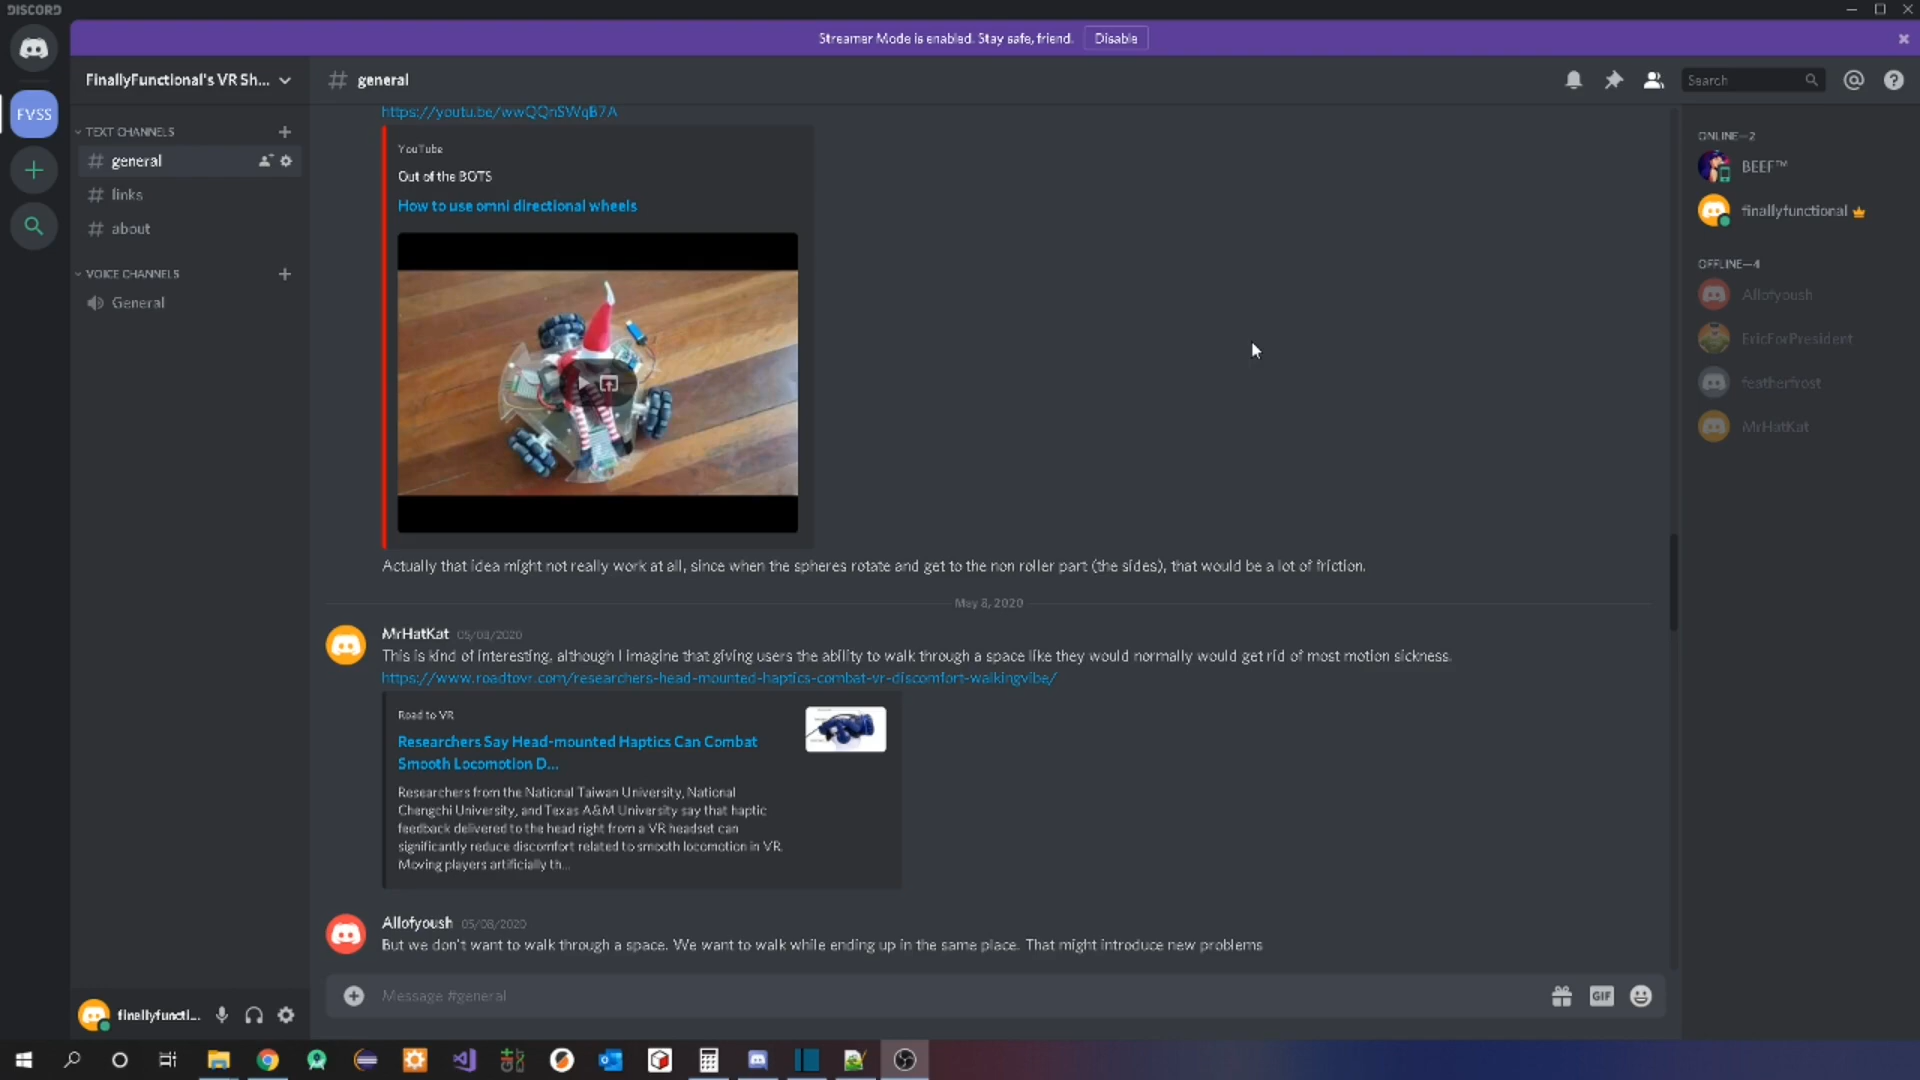 DISCORD
Streamer Mode is enabled. Stay safe, friend.
Disable
FinallyFunctional's VR Sh...
general
Search
FVSS
TEXT CHANNELS
general
links
about
VOICE CHANNELS
General
https://youtu.be/wwQQnSWqB7A
YouTube
Out of the BOTS
How to use omni directional wheels
Actually that idea might not really work at all, since when the spheres rotate and get to the non roller part (the sides), that would be a lot of friction.
May 8, 2020
MrHatKat 05/08/2020
This is kind of interesting, although I imagine that giving users the ability to walk through a space like they would normally would get rid of most motion sickness.
https://www.roadtovr.com/researchers-head-mounted-haptics-combat-vr-discomfort-walkingvibe/
Road to VR
Researchers Say Head-mounted Haptics Can Combat
Smooth Locomotion D...
Researchers from the National Taiwan University, National
Chengchi University, and Texas A&M University say that haptic
feedback delivered to the head right from a VR headset can
significantly reduce discomfort related to smooth locomotion in VR.
Moving players artificially th...
Allofyoush 05/08/2020
But we don't want to walk through a space. We want to walk while ending up in the same place. That might introduce new problems
Message #general
GIF
finallyfuncti...
ONLINE—2
BEEF™
finallyfunctional
OFFLINE—4
Allofyoush
EricForPresident
featherfrost
MrHatKat